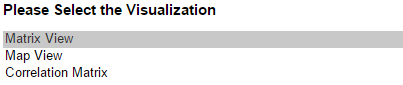 Please Select the Visualization
Matrix View
Map View
Correlation Matrix